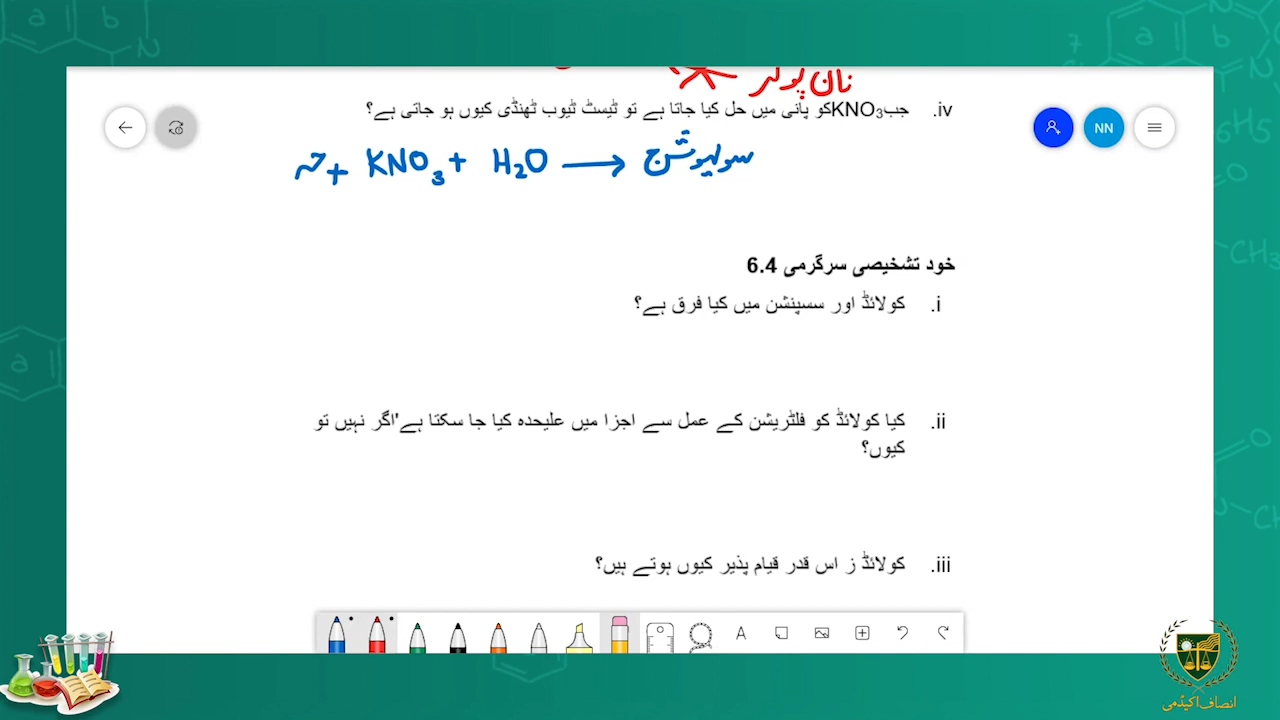 نان پولر
iv. جبKNO₃کو پانی میں حل کیا جاتا ہے تو ٹیسٹ ٹیوب ٹھنڈی کیوں ہو جاتی ہے؟
+ KNO₃ + H₂O ⟶ سولیوشن
NN
خود تشخیصی سرگرمی 6.4
i. کولائڈ اور سسپنشن میں کیا فرق ہے؟
ii. کیا کولائڈ کو فلٹریشن کے عمل سے اجزا میں علیحدہ کیا جا سکتا ہے'اگر نہیں تو
کیوں؟
iii. کولائڈ ز اس قدر قیام پذیر کیوں ہوتے ہیں؟
A
انصاف اکیڈمی